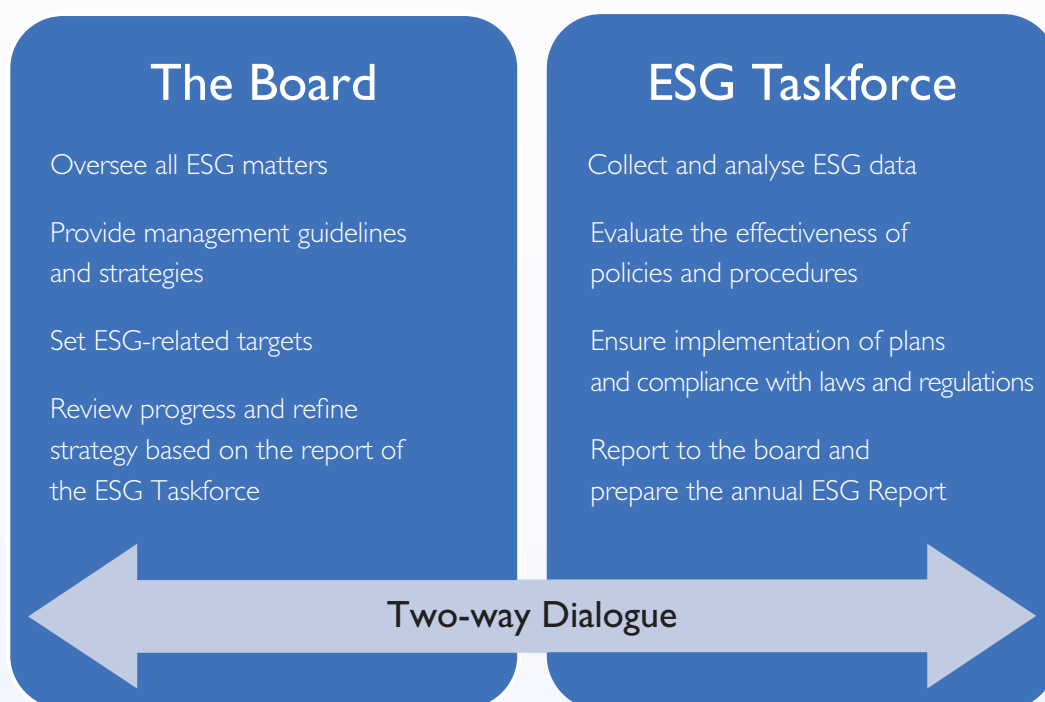 The Board
Oversee all ESG matters
Provide management guidelines
and strategies
Set ESG-related targets
Review progress and refine
strategy based on the report of
the ESG Taskforce
ESG Taskforce
Collect and analyse ESG data
Evaluate the effectiveness of
policies and procedures
Ensure implementation of plans
and compliance with laws and regulations
Report to the board and
prepare the annual ESG Report
Two-way Dialogue